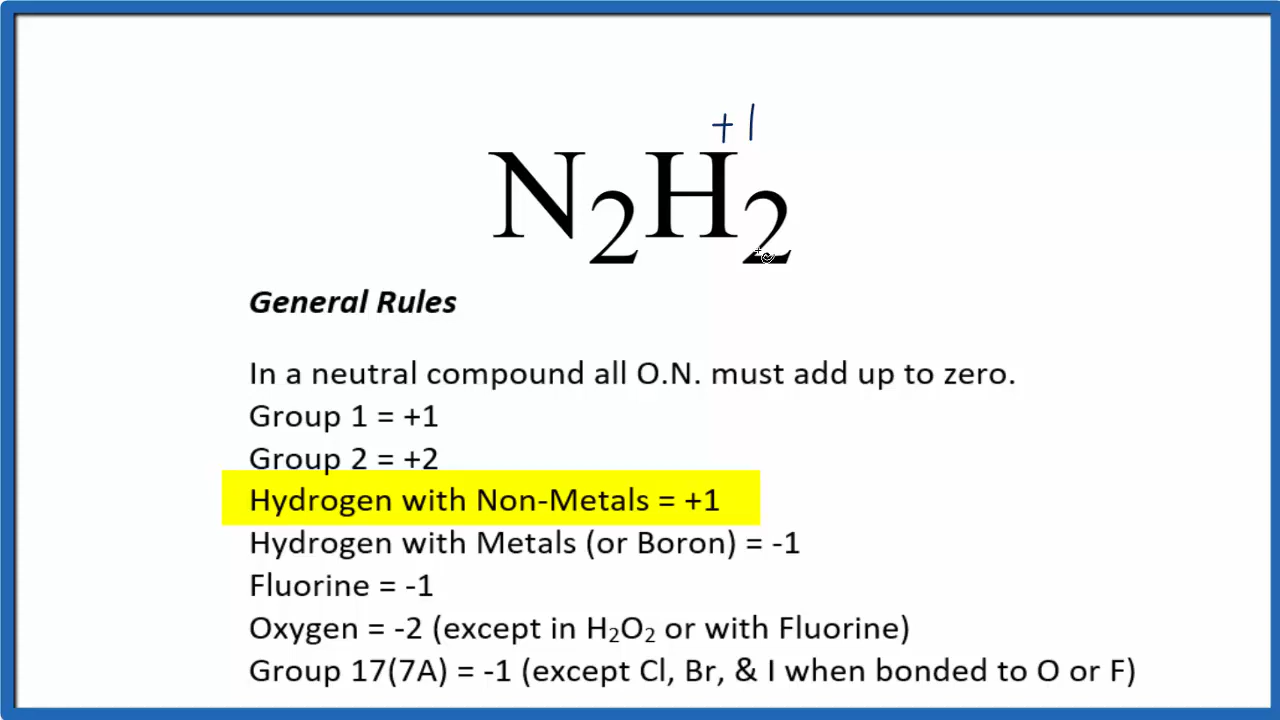 +1
N₂H₂
General Rules
In a neutral compound all O.N. must add up to zero.
Group 1 = +1
Group 2 = +2
Hydrogen with Non-Metals = +1
Hydrogen with Metals (or Boron) = -1
Fluorine = -1
Oxygen = -2 (except in H₂O₂ or with Fluorine)
Group 17(7A) = -1 (except Cl, Br, & I when bonded to O or F)